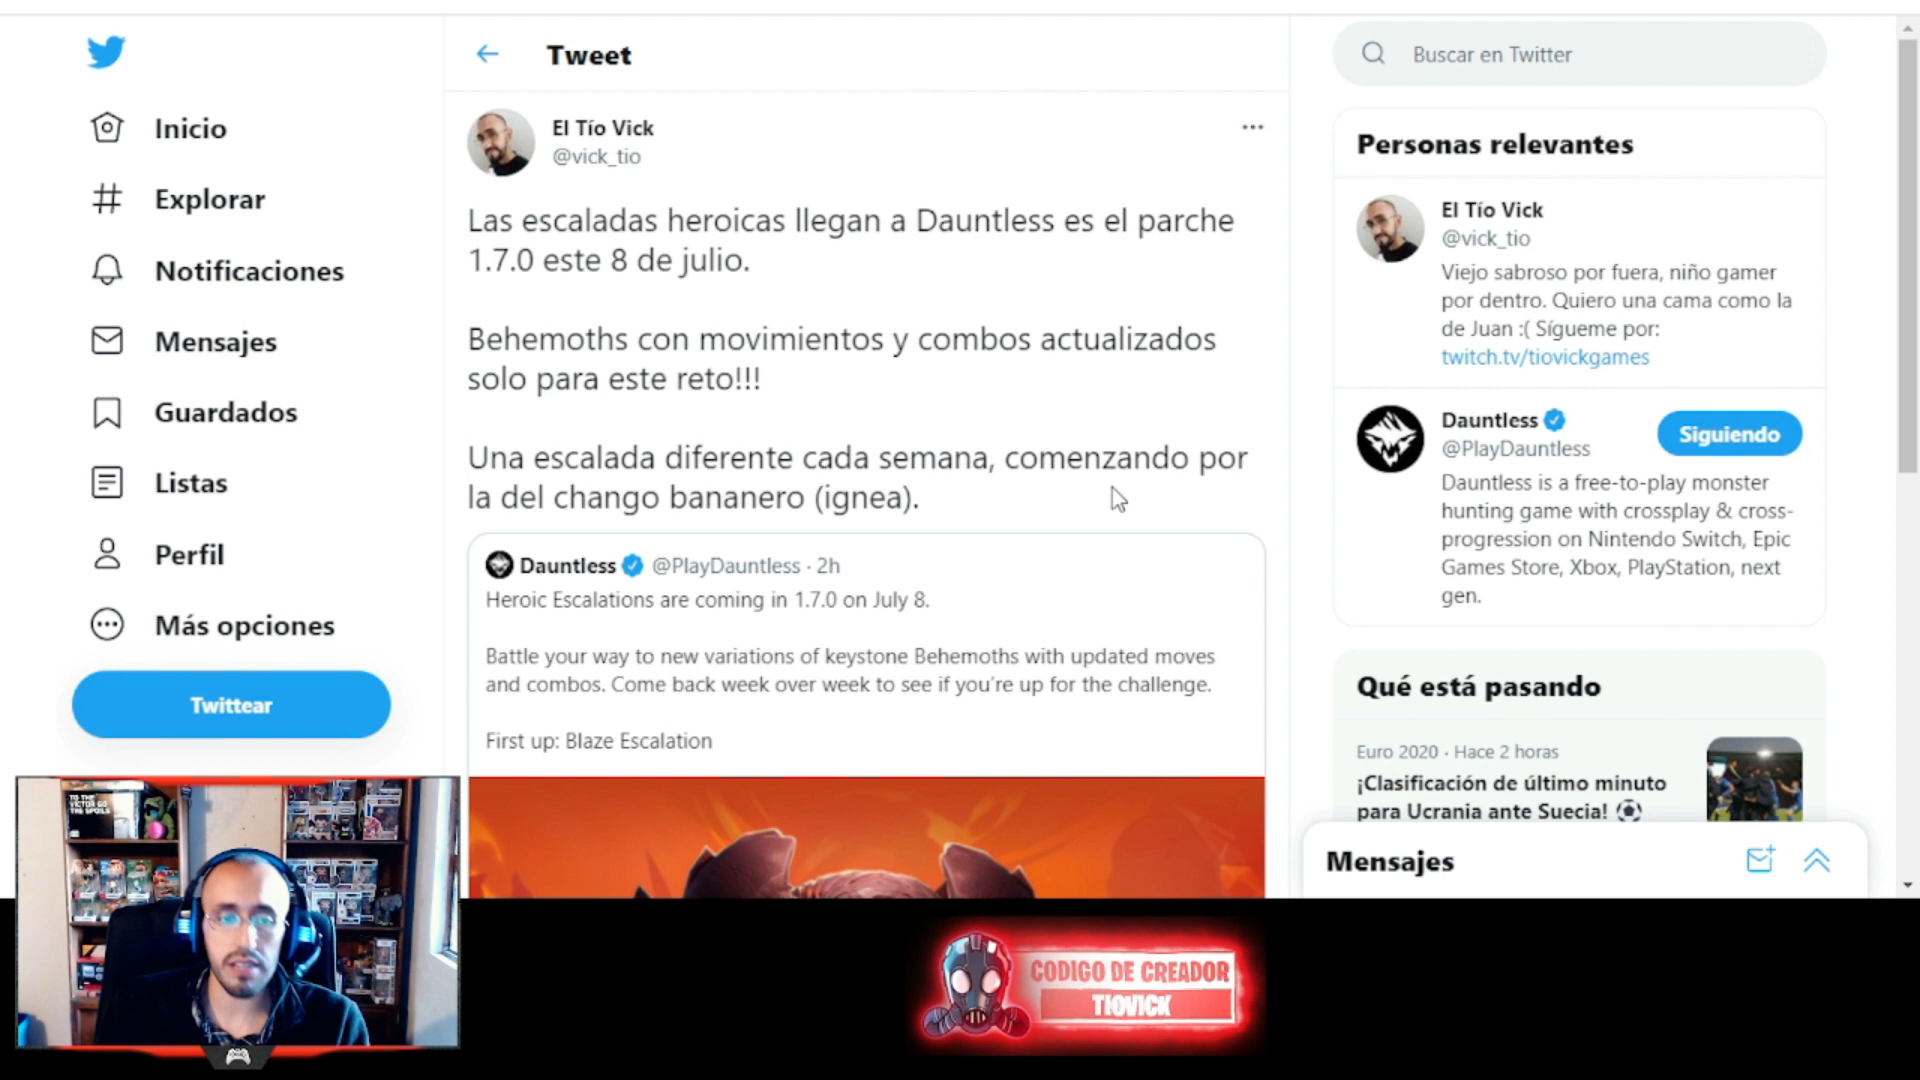 Inicio
Explorar
Notificaciones
Mensajes
Guardados
Listas
Perfil
Más opciones
Twittear
Tweet
El Tío Vick
@vick_tio
Las escaladas heroicas llegan a Dauntless es el parche
1.7.0 este 8 de julio.
Behemoths con movimientos y combos actualizados
solo para este reto!!!
Una escalada diferente cada semana, comenzando por
la del chango bananero (ignea).
Dauntless @PlayDauntless · 2h
Heroic Escalations are coming in 1.7.0 on July 8.
Battle your way to new variations of keystone Behemoths with updated moves
and combos. Come back week over week to see if you’re up for the challenge.
First up: Blaze Escalation
Buscar en Twitter
Personas relevantes
El Tío Vick
@vick_tio
Viejo sabroso por fuera, niño gamer
por dentro. Quiero una cama como la
de Juan :( Sígueme por:
twitch.tv/tiovickgames
Dauntless
@PlayDauntless
Siguiendo
Dauntless is a free-to-play monster
hunting game with crossplay & cross-
progression on Nintendo Switch, Epic
Games Store, Xbox, PlayStation, next
gen.
Qué está pasando
Euro 2020 · Hace 2 horas
¡Clasificación de último minuto
para Ucrania ante Suecia!
Mensajes
TO THE
VICTOR GO
THE SPOILS
CODIGO DE CREADOR
TIOVICK